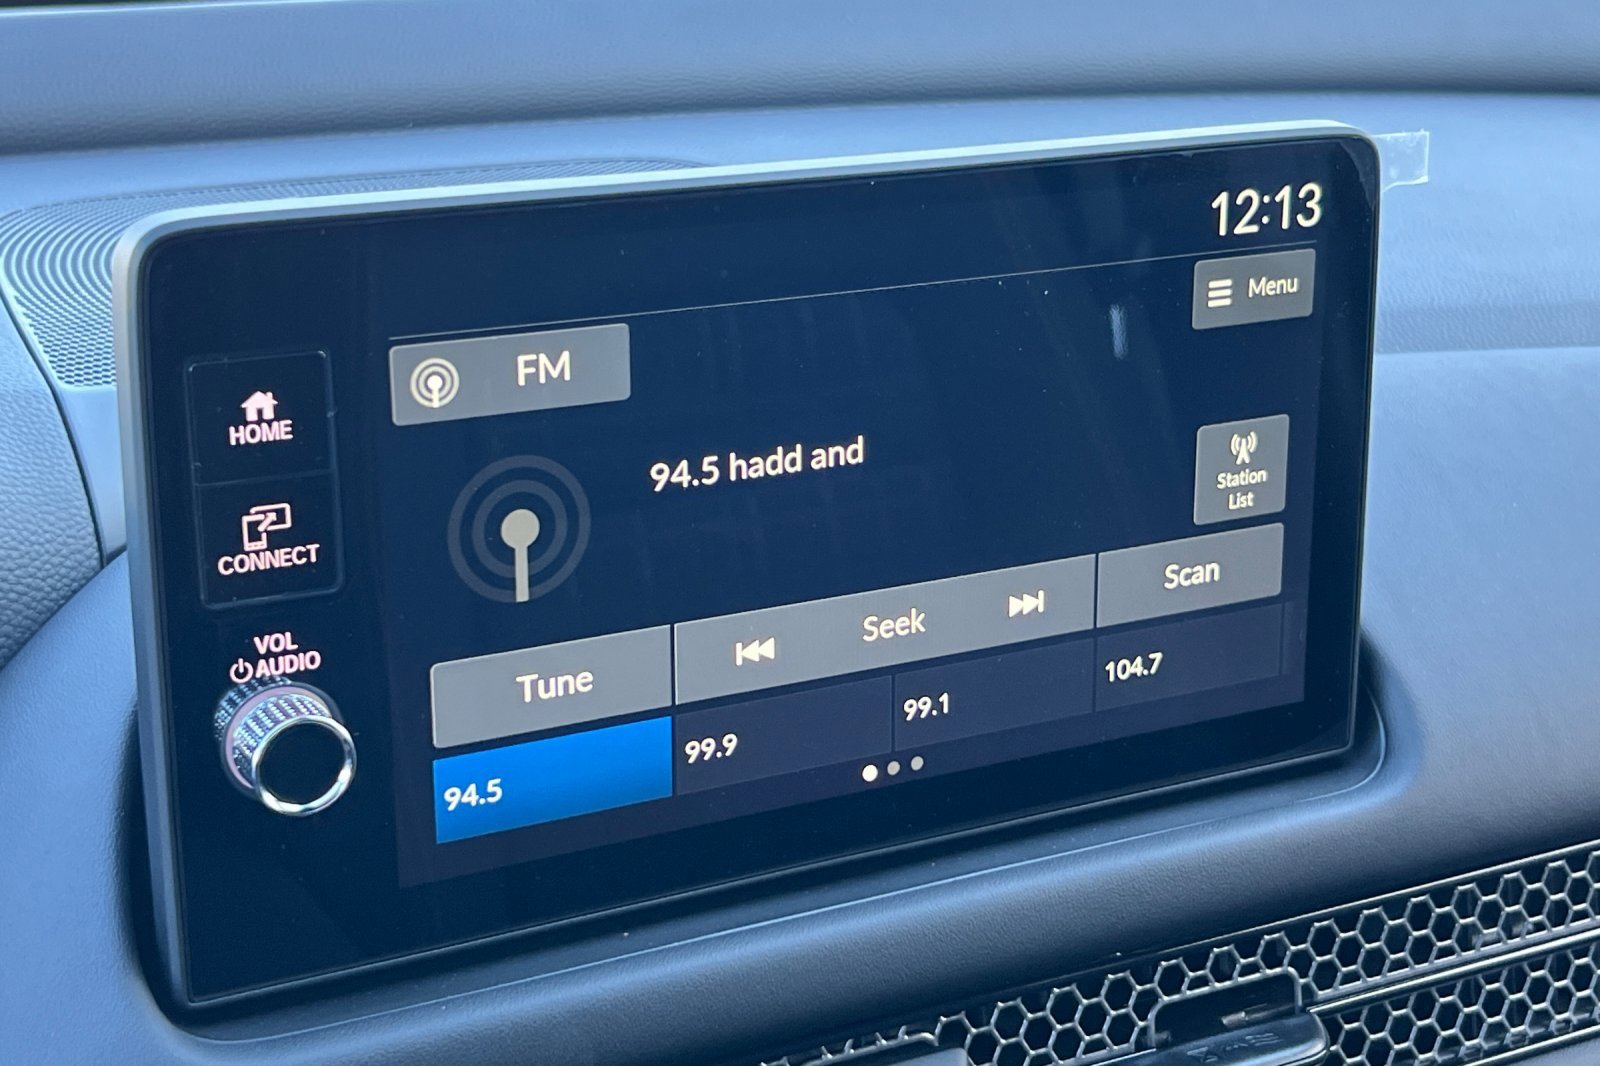 12:13
Menu
FM
HOME
94.5 hadd and
Station
List
CONNECT
Scan
Seek
VOL
AUDIO
Tune
104.7
99.1
99.9
94.5